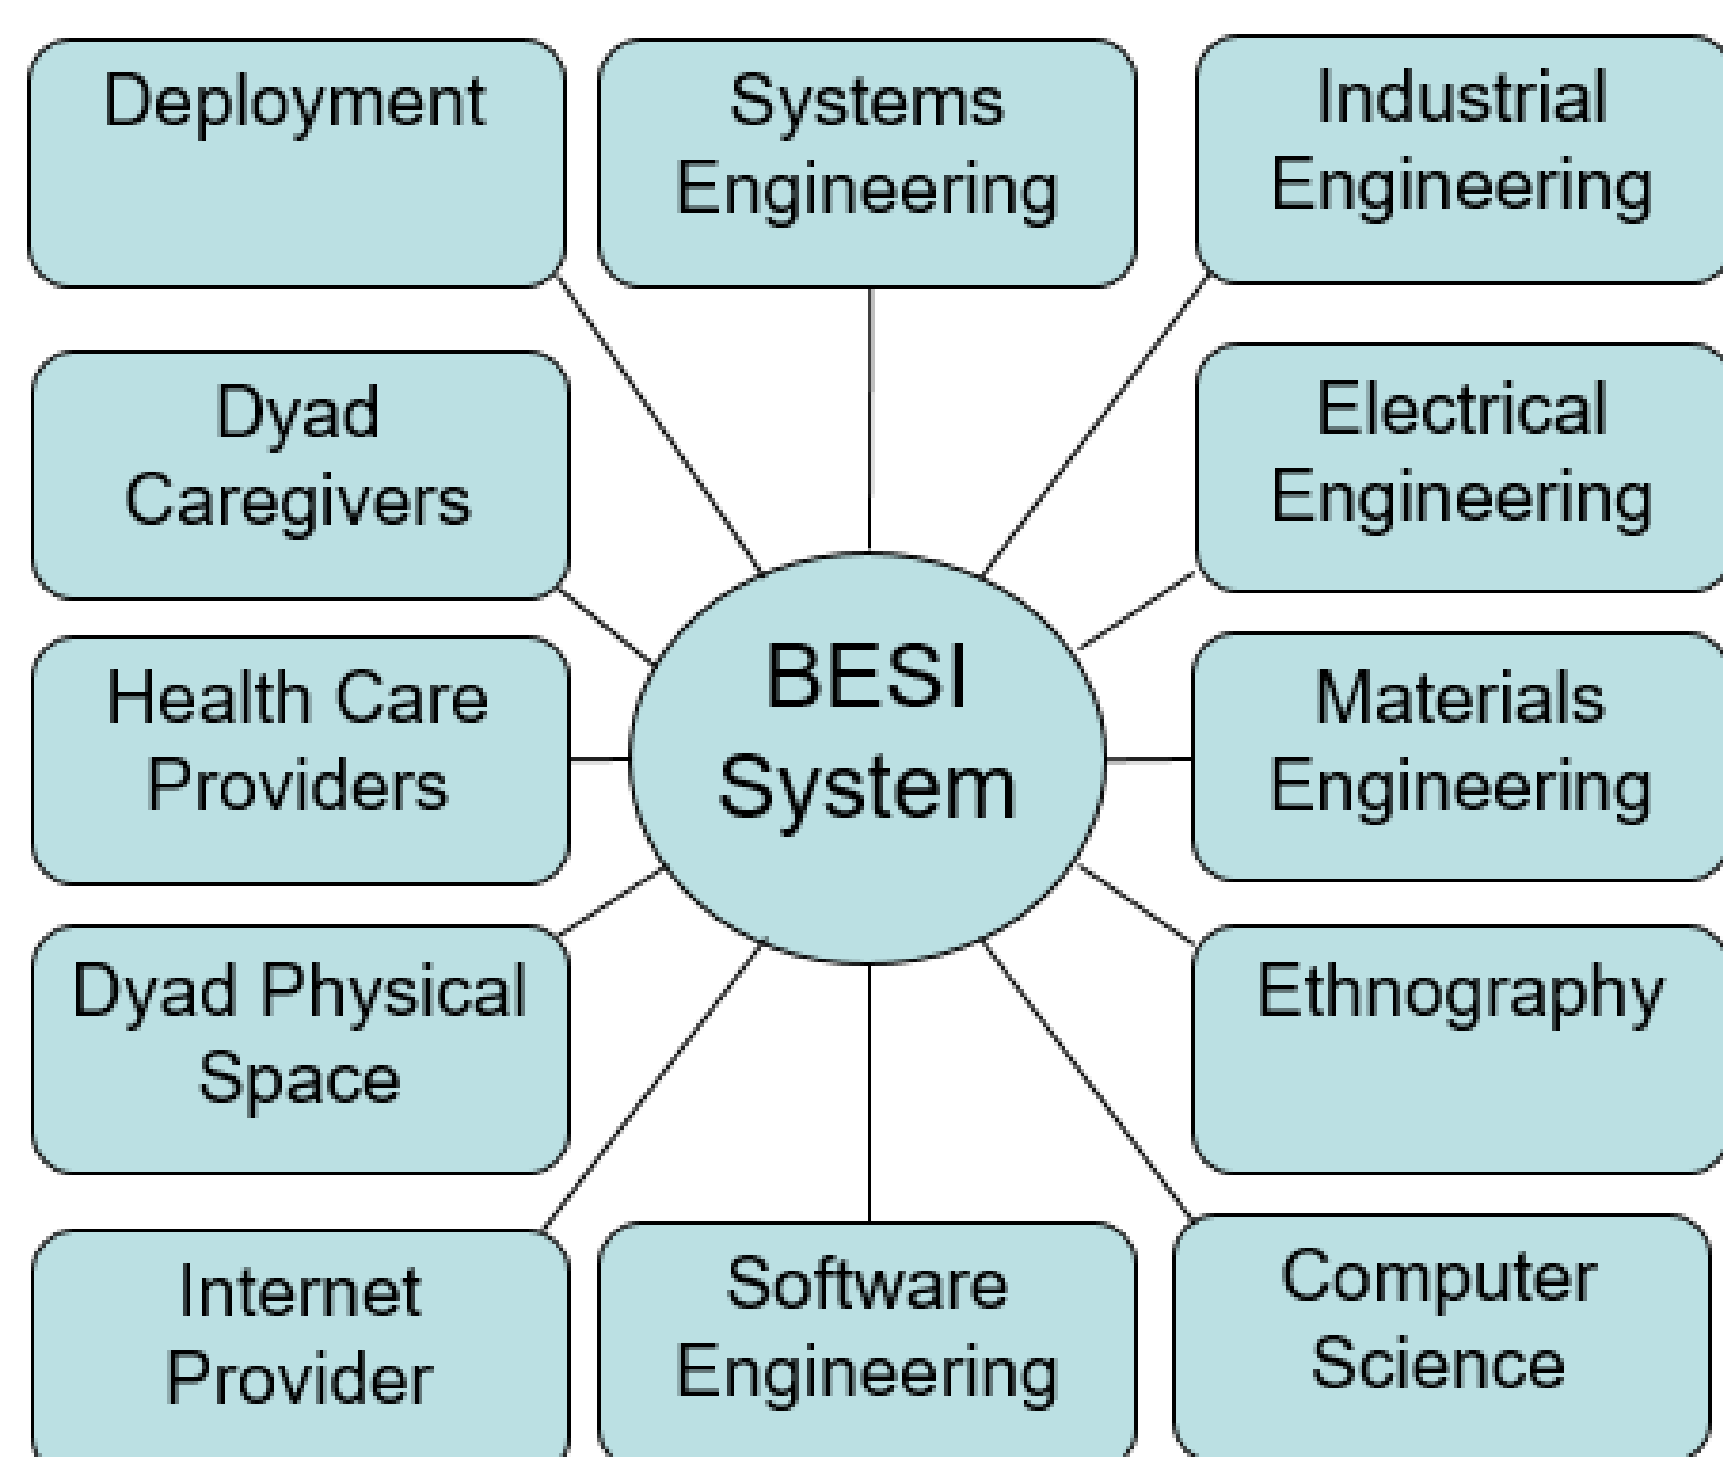 Deployment
Systems
Engineering
Industrial
Engineering
Dyad
Caregivers
Electrical
Engineering
Health Care
Providers
BESI
System
Materials
Engineering
Dyad Physical
Space
Ethnography
Internet
Provider
Software
Engineering
Computer
Science